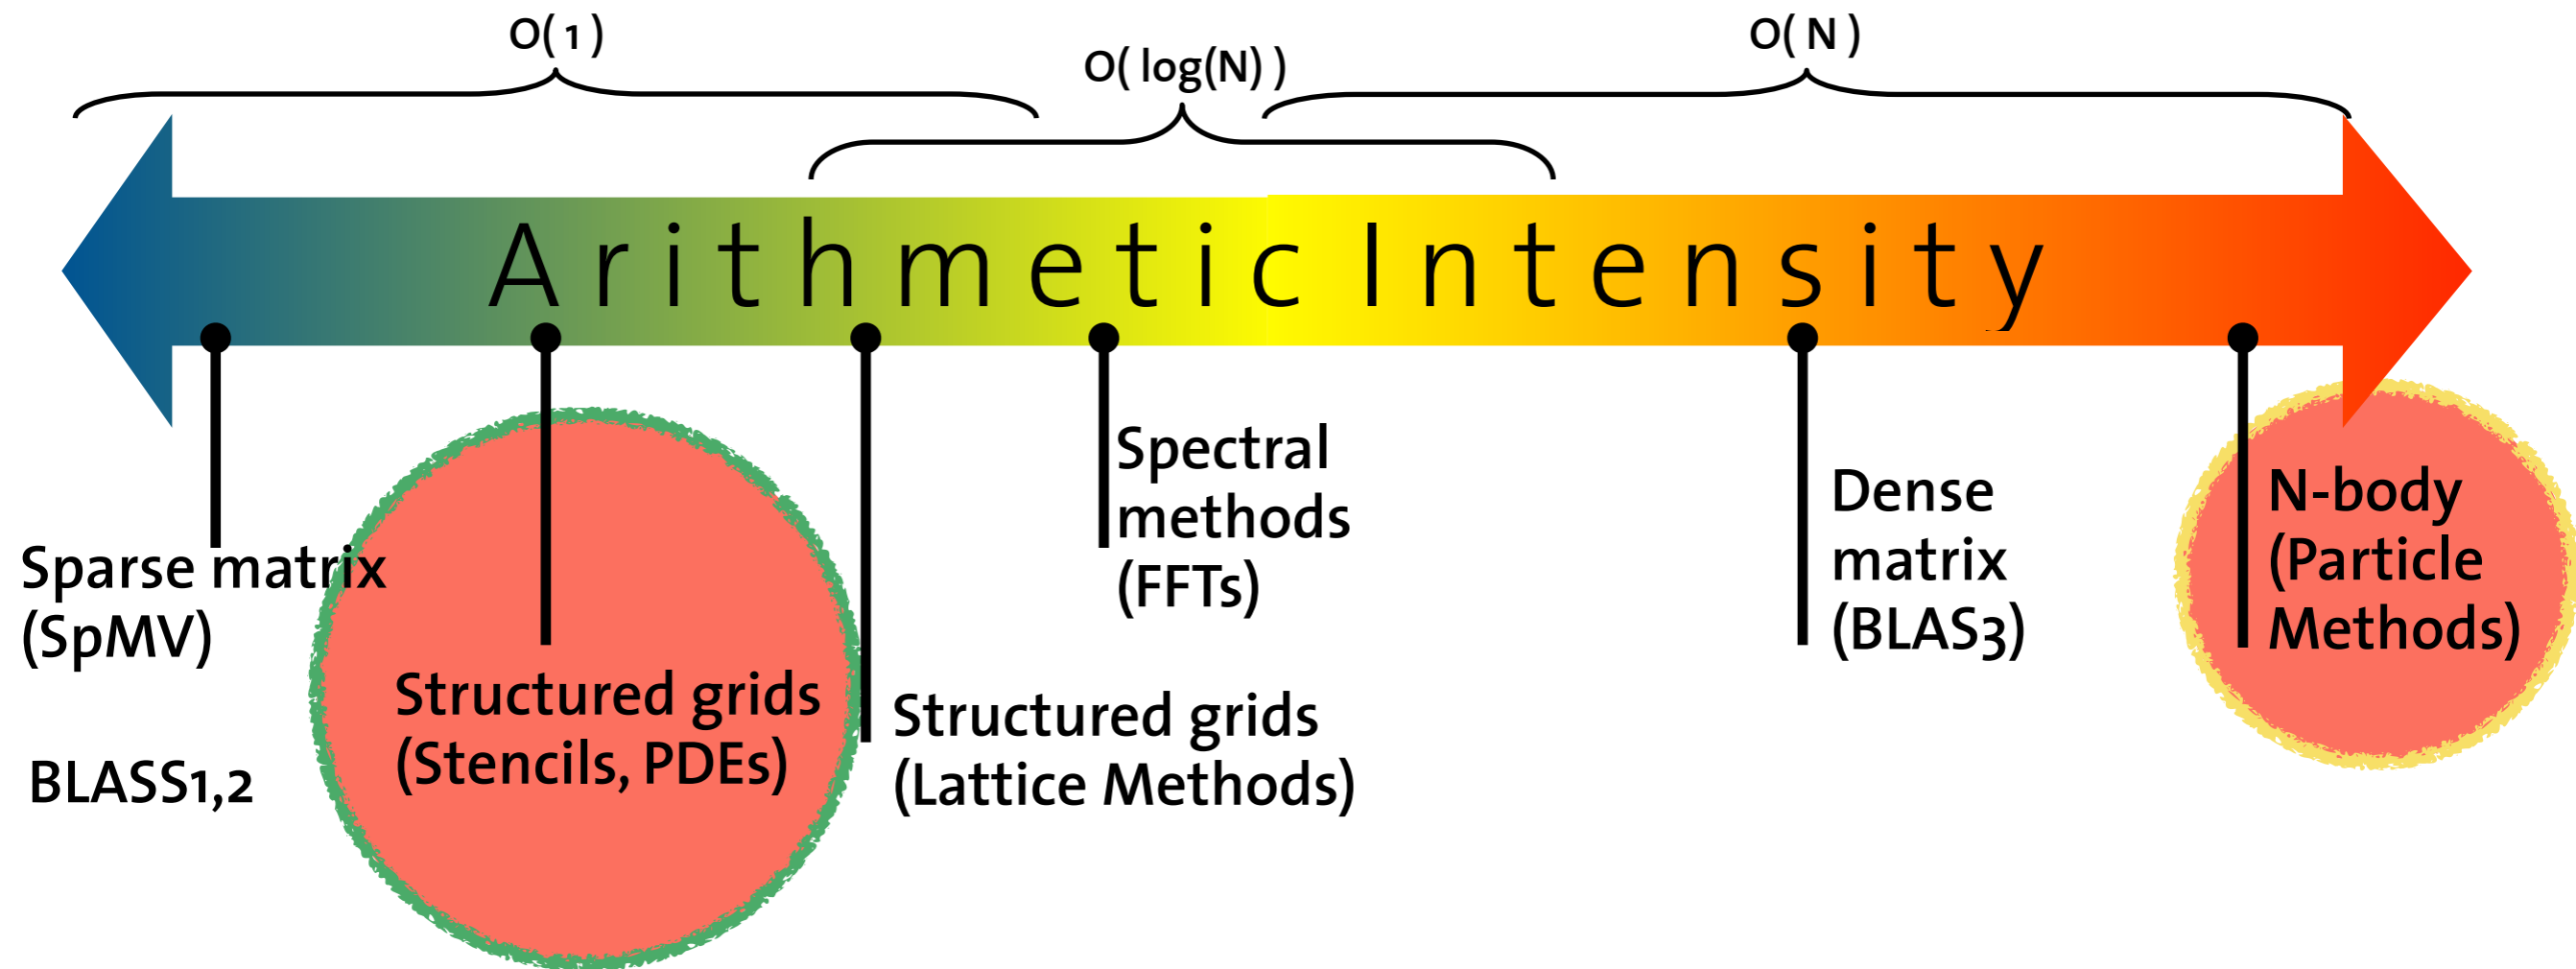 O( 1 )
O( log(N) )
O( N )
Arithmetic Intensity
Sparse matrix
(SpMV)
BLASS1,2
Structured grids
(Stencils, PDEs)
Structured grids
(Lattice Methods)
Spectral
methods
(FFTs)
Dense
matrix
(BLAS3)
N-body
(Particle
Methods)